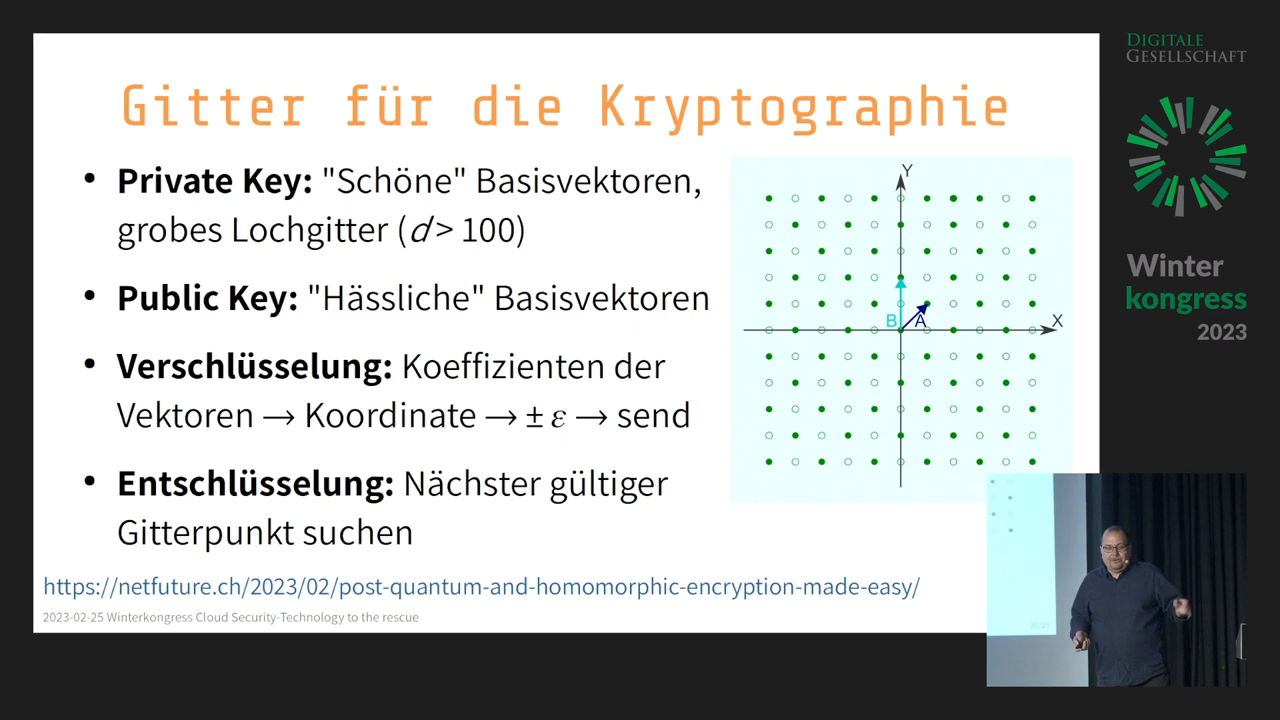 Gitter für die Kryptographie
• Private Key: "Schöne" Basisvektoren,
grobes Lochgitter (d > 100)
• Public Key: "Hässliche" Basisvektoren
• Verschlüsselung: Koeffizienten der
Vektoren → Koordinate → ± ε → send
• Entschlüsselung: Nächster gültiger
Gitterpunkt suchen
Y
X
B
A
https://netfuture.ch/2023/02/post-quantum-and-homomorphic-encryption-made-easy/
2023-02-25 Winterkongress Cloud Security-Technology to the rescue
DIGITALE
GESELLSCHAFT
Winter
kongress
2023